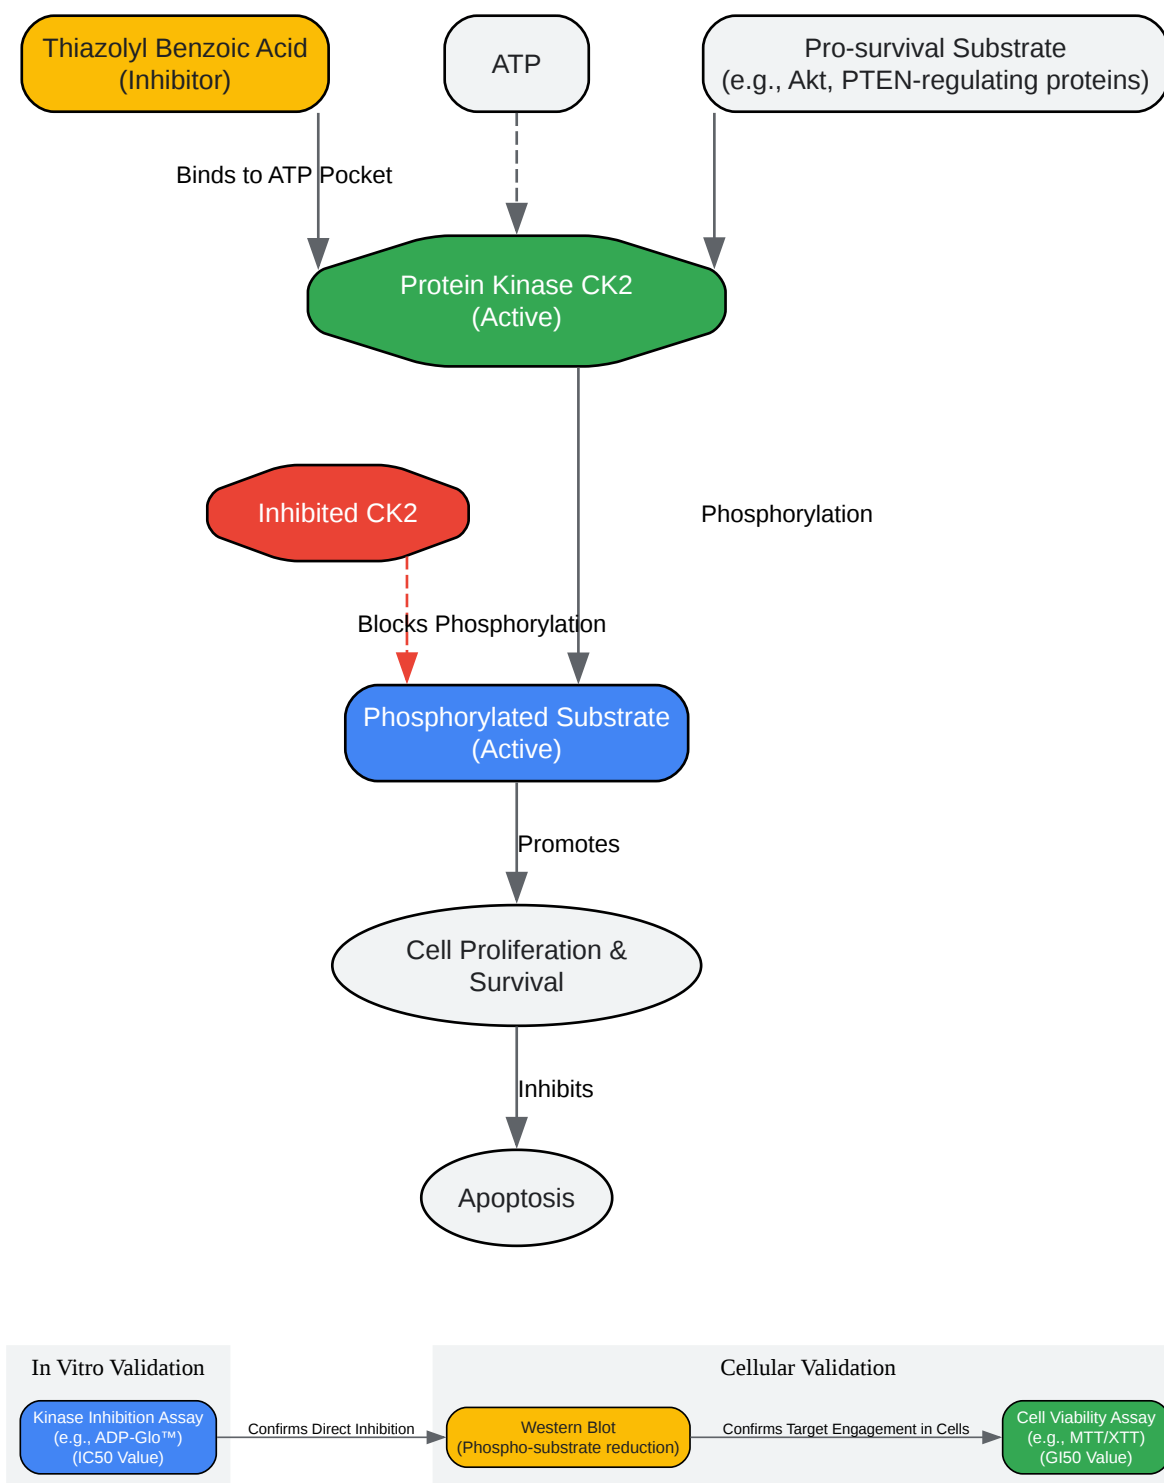 Thiazolyl Benzoic Acid
(Inhibitor)
ATP
Pro-survival Substrate
(e.g., Akt, PTEN-regulating proteins)
Binds to ATP Pocket
Protein Kinase CK2
(Active)
Inhibited CK2
Phosphorylation
Blocks Phosphorylation
Phosphorylated Substrate
(Active)
Promotes
Cell Proliferation &
Survival
Inhibits
Apoptosis
In Vitro Validation
Kinase Inhibition Assay
(e.g., ADP-Glo™)
(IC50 Value)
Confirms Direct Inhibition
Cellular Validation
Western Blot
(Phospho-substrate reduction)
Confirms Target Engagement in Cells
Cell Viability Assay
(e.g., MTT/XTT)
(GI50 Value)